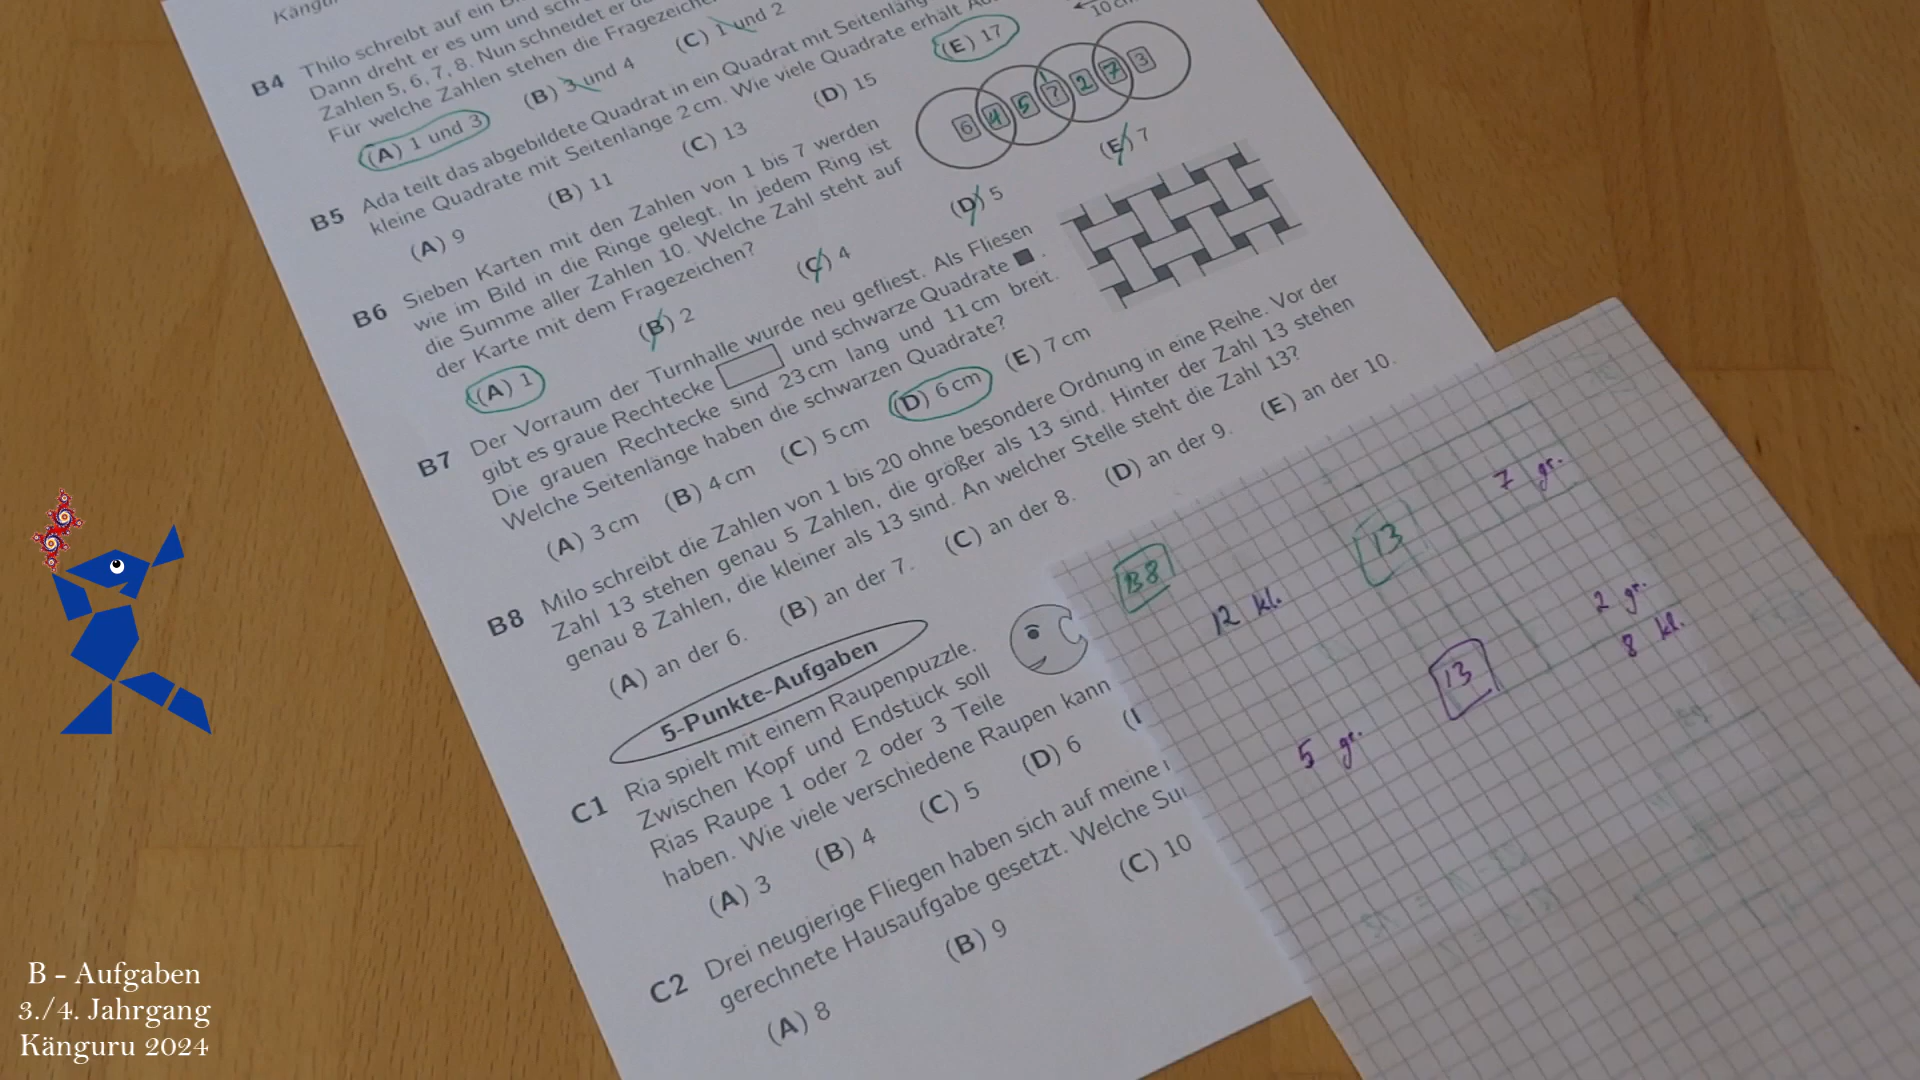 B4 Thilo schreibt auf ein
Dann dreht er es um und
Zahlen 5, 6, 7, 8. Nun schneidet er
Für welche Zahlen stehen die
(A) 1 und 3 (B) 3 und 4 (C) 1 und 2
B5 Ada teilt das abgebildete Quadrat in ein Quadrat mit
kleine Quadrate mit Seitenlänge 2 cm. Wie viele Quadrate erhält
(A) 9 (B) 11 (C) 13 (D) 15 (E) 17
10
B6 Sieben Karten mit den Zahlen von 1 bis 7 werden
wie im Bild in die Ringe gelegt. In jedem Ring ist
die Summe aller Zahlen 10. Welche Zahl steht auf
der Karte mit dem Fragezeichen?
6 4 5 ? 1 2 7 3
(A) 1 (B) 2 (C) 4 (D) 5 (E) 7
B7 Der Vorraum der Turnhalle wurde neu gefliest. Als Fliesen
gibt es graue Rechtecke und schwarze Quadrate .
Die grauen Rechtecke sind 23 cm lang und 11 cm breit.
Welche Seitenlänge haben die schwarzen Quadrate?
(A) 3 cm (B) 4 cm (C) 5 cm (D) 6 cm (E) 7 cm
B8 Milo schreibt die Zahlen von 1 bis 20 ohne besondere Ordnung in eine Reihe. Vor der
Zahl 13 stehen genau 5 Zahlen, die größer als 13 sind. Hinter der Zahl 13 stehen
genau 8 Zahlen, die kleiner als 13 sind. An welcher Stelle steht die Zahl 13?
(A) an der 6. (B) an der 7. (C) an der 8. (D) an der 9. (E) an der 10.
5-Punkte-Aufgaben
C1 Ria spielt mit einem Raupenpuzzle.
Zwischen Kopf und Endstück soll
Rias Raupe 1 oder 2 oder 3 Teile
haben. Wie viele verschiedene Raupen kann
(A) 3 (B) 4 (C) 5 (D) 6
C2 Drei neugierige Fliegen haben sich auf meine
gerechnete Hausaufgabe gesetzt. Welche
(A) 8 (B) 9 (C) 10
B8
12 kl. 13 7 gr.
5 gr. 13 2 gr.
8 kl.
B - Aufgaben
3./4. Jahrgang
Känguru 2024